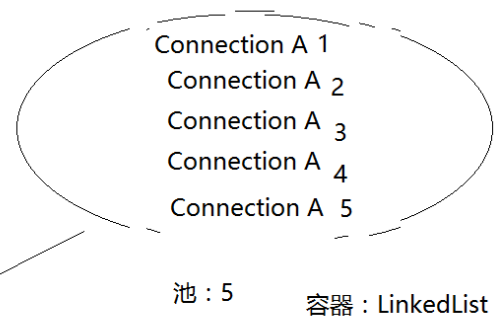 Connection A 1
Connection A 2
Connection A 3
Connection A 4
Connection A 5
池：5
容器：LinkedList